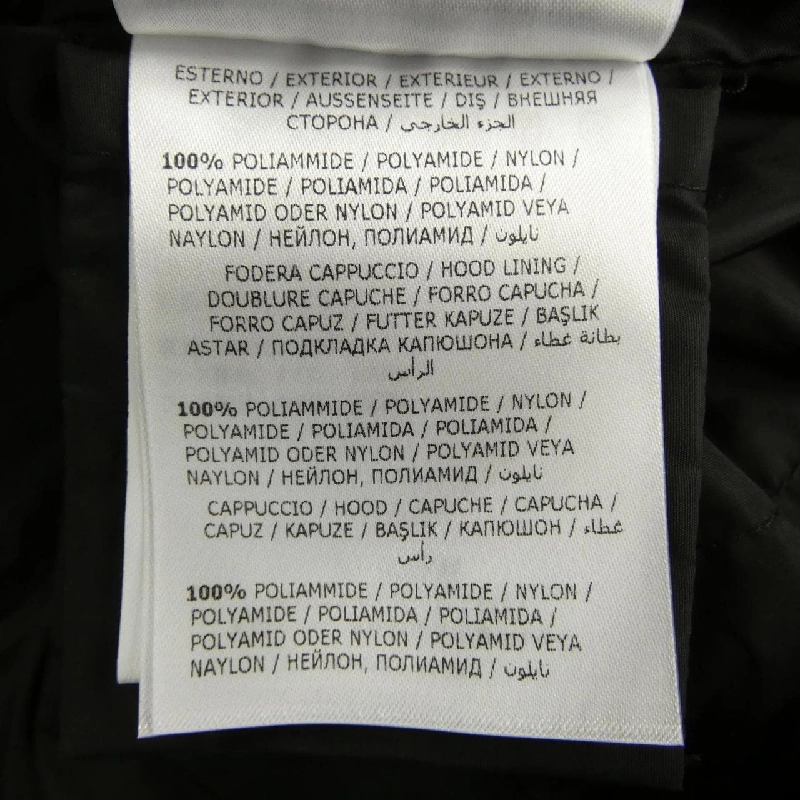 ESTERNO / EXTERIOR / EXTERIEUR / EXTERNO /
EXTERIOR / AUSSENSEITE / DIŞ / ВНЕШНЯЯ
СТОРОНА / الجزء الخارجي
100% POLIAMMIDE / POLYAMIDE / NYLON /
POLYAMIDE / POLIAMIDA / POLIAMIDA /
POLYAMID ODER NYLON / POLYAMID VEYA
NAYLON / НЕЙЛОН, ПОЛИАМИД / نايلون
FODERA CAPPUCCIO / HOOD LINING /
DOUBLURE CAPUCHE / FORRO CAPUCHA /
FORRO CAPUZ / FUTTER KAPUZE / BAŞLIK
ASTAR / ПОДКЛАДКА КАПЮШОНА / بطانة غطاء
الرأس
100% POLIAMMIDE / POLYAMIDE / NYLON /
POLYAMIDE / POLIAMIDA / POLIAMIDA /
POLYAMID ODER NYLON / POLYAMID VEYA
NAYLON / НЕЙЛОН, ПОЛИАМИД / نايلون
CAPPUCCIO / HOOD / CAPUCHE / CAPUCHA /
CAPUZ / KAPUZE / BAŞLIK / КАПЮШОН / غطاء
رأس
100% POLIAMMIDE / POLYAMIDE / NYLON /
POLYAMIDE / POLIAMIDA / POLIAMIDA /
POLYAMID ODER NYLON / POLYAMID VEYA
NAYLON / НЕЙЛОН, ПОЛИАМИД / نايلون